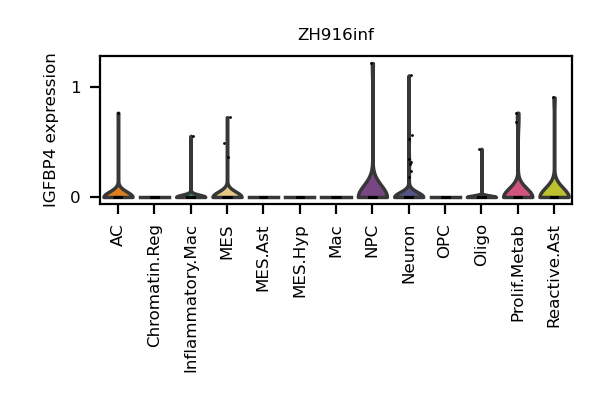 ZH916inf
IGFBP4 expression
1
0
AC
Chromatin.Reg
Inflammatory.Mac
MES
MES.Ast
MES.Hyp
Mac
NPC
Neuron
OPC
Oligo
Prolif.Metab
Reactive.Ast